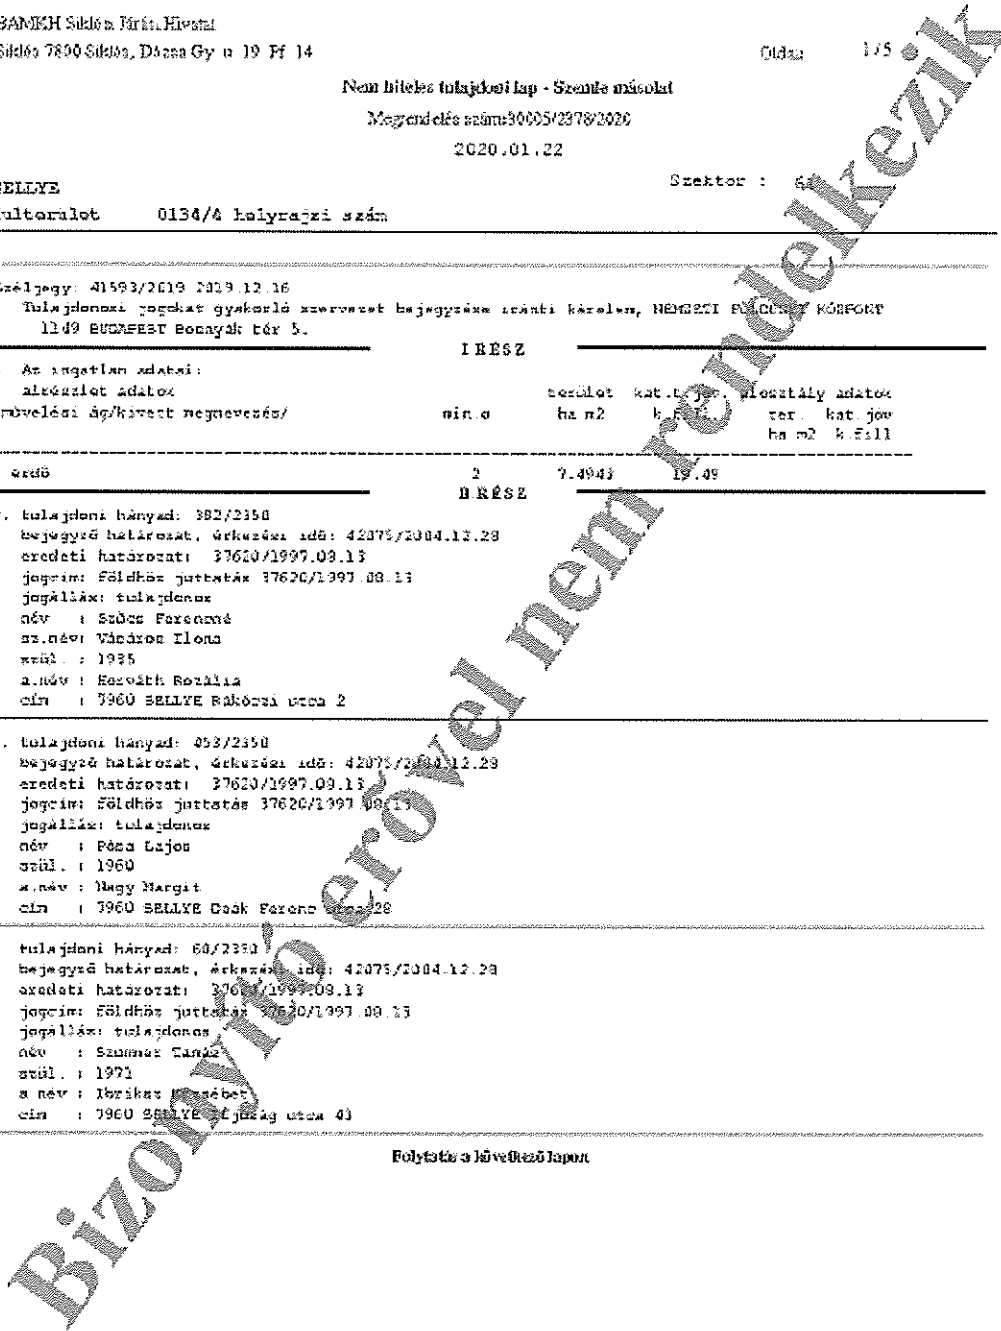 BAMKH Siklósi Járási Hivatal
Siklós 7800 Siklós, Dózsa Gy. u. 19. Pf. 14
Oldal 1/5
Nem hiteles tulajdoni lap - Szemle másolat
Megrendelés szám:30005/2378/2020
2020.01.22
Szektor :
SELLYE
Külterület 0134/4 helyrajzi szám
Széljegy: 41593/2019 2019.12.16
Tulajdonosi jogokat gyakorló szervezet bejegyzése iránti kérelem, NEMZETI FÖLDÜGYI KÖZPONT
1149 BUDAPEST Bosnyák tér 5.
I RÉSZ
Az ingatlan adatai:
alrészlet adatok
terület kat.t.jöv. alosztály adatok
művelési ág/kivett megnevezés/ min.o ha m2 k.fill. ter. kat.jöv
ha m2 k.fill
erdő 2 7.4943 19.49
II RÉSZ
tulajdoni hányad: 382/2350
bejegyző határozat, érkezési idő: 42075/2004.12.28
eredeti határozat: 37620/1997.08.13
jogcím: földhöz juttatás 37620/1997.08.13
jogállás: tulajdonos
név : Szűcs Ferencné
sz.név: Ilona
szül. : 1935
a.név : Horváth Rozália
cím : 7960 SELLYE Rákóczi utca 2
tulajdoni hányad: 453/2350
bejegyző határozat, érkezési idő: 42075/2004.12.28
eredeti határozat: 37620/1997.08.13
jogcím: földhöz juttatás 37620/1997.08.13
jogállás: tulajdonos
név : Pósa Lajos
szül. : 1960
a.név : Nagy Margit
cím : 7960 SELLYE Deák Ferenc utca 28
tulajdoni hányad: 60/2350
bejegyző határozat, érkezési idő: 42075/2004.12.28
eredeti határozat: 37620/1997.08.13
jogcím: földhöz juttatás 37620/1997.08.13
jogállás: tulajdonos
név : Szummer Tamás
szül. : 1971
a.név : Erzsébet
cím : 7960 SELLYE Ifjúság utca 43
Folytatás a következő lapon
Bizonyító erővel nem rendelkezik